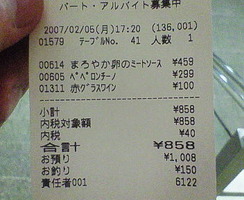 パート・アルバイト募集中
2007/02/05(月)17:20 (136,001)
01579 テーブルNo. 41 人数 1
00614 まろやか卵のミートソース ¥459
00605 ペペロンチーノ ¥299
01311 赤グラスワイン ¥100
小計 ¥858
内税対象額 ¥858
内税 ¥40
合計 ¥858
お預り ¥1,008
お釣り ¥150
責任者001 6122